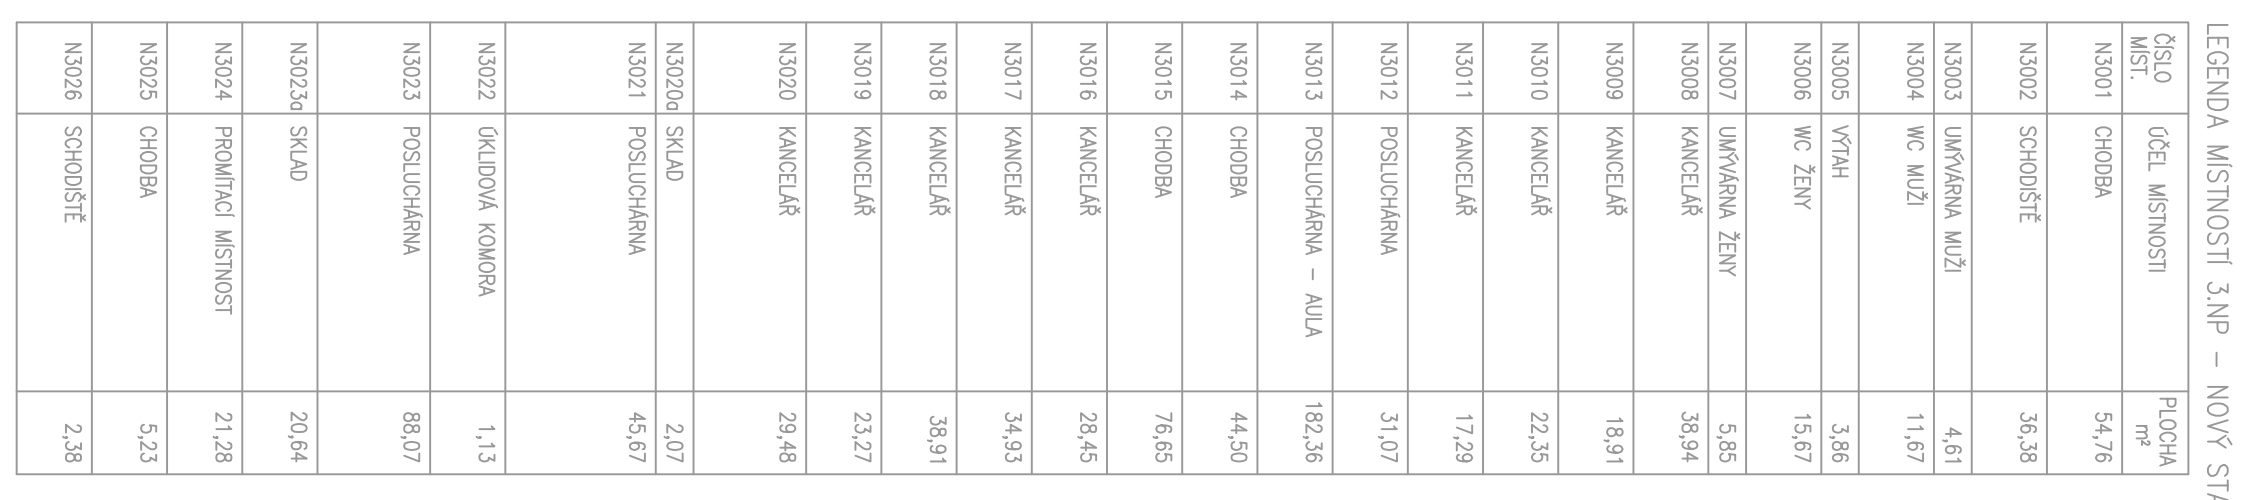 LEGENDA MÍSTNOSTÍ 3.NP – NOVÝ
ČÍSLO MÍST. ÚČEL MÍSTNOSTI PLOCHA m²
N3001 CHODBA 54,76
N3002 SCHODIŠTĚ 36,38
N3003 UMÝVÁRNA MUŽI 4,61
N3004 WC MUŽI 11,67
N3005 VÝTAH 3,86
N3006 WC ŽENY 15,67
N3007 UMÝVÁRNA ŽENY 5,85
N3008 KANCELÁŘ 38,94
N3009 KANCELÁŘ 18,91
N3010 KANCELÁŘ 22,35
N3011 KANCELÁŘ 17,29
N3012 POSLUCHÁRNA 31,07
N3013 POSLUCHÁRNA – AULA 182,36
N3014 CHODBA 44,50
N3015 CHODBA 76,65
N3016 KANCELÁŘ 28,45
N3017 KANCELÁŘ 34,93
N3018 KANCELÁŘ 38,91
N3019 KANCELÁŘ 23,27
N3020 KANCELÁŘ 29,48
N3020a SKLAD 2,07
N3021 POSLUCHÁRNA 45,67
N3022 ÚKLIDOVÁ KOMORA 1,13
N3023 POSLUCHÁRNA 88,07
N3023a SKLAD 20,64
N3024 PROMÍTACÍ MÍSTNOST 21,28
N3025 CHODBA 5,23
N3026 SCHODIŠTĚ 2,38